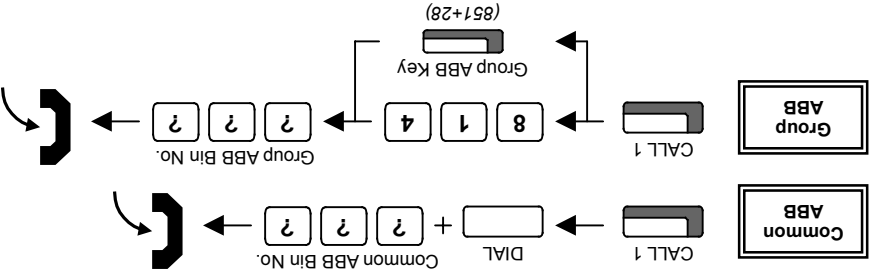 CALL 1 DIAL Common ABB Bin No.
Common
ABB
+ ? ? ?
CALL 1 Group ABB Bin No.
Group
ABB
8 1 4 ? ? ?
Group ABB Key
(851+28)